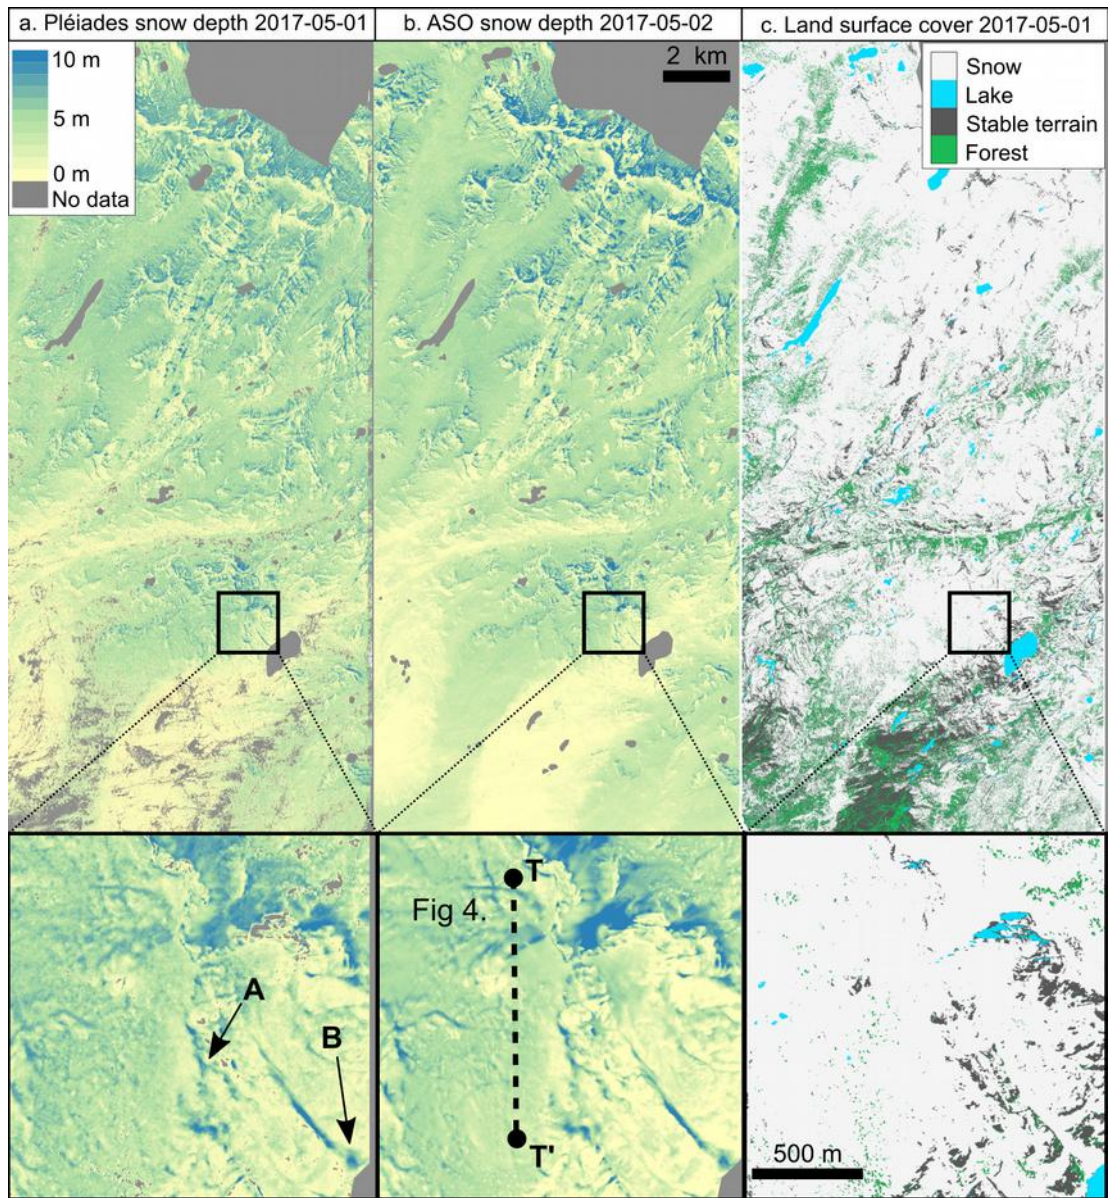 a. Pléiades snow depth 2017-05-01
b. ASO snow depth 2017-05-02
c. Land surface cover 2017-05-01
10 m
5 m
0 m
No data
2 km
Snow
Lake
Stable terrain
Forest
A
B
T
Fig 4.
T'
500 m